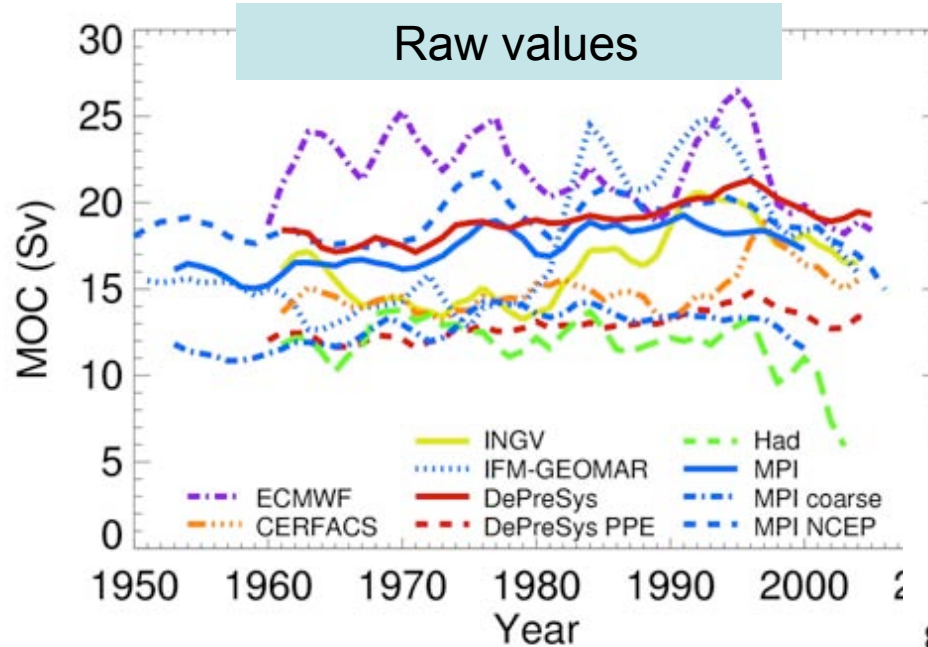 Raw values
30
25
20
15
10
5
0
MOC (Sv)
INGV
IFM-GEOMAR
DePreSys
DePreSys PPE
ECMWF
CERFACS
Had
MPI
MPI coarse
MPI NCEP
1950 1960 1970 1980 1990 2000
Year